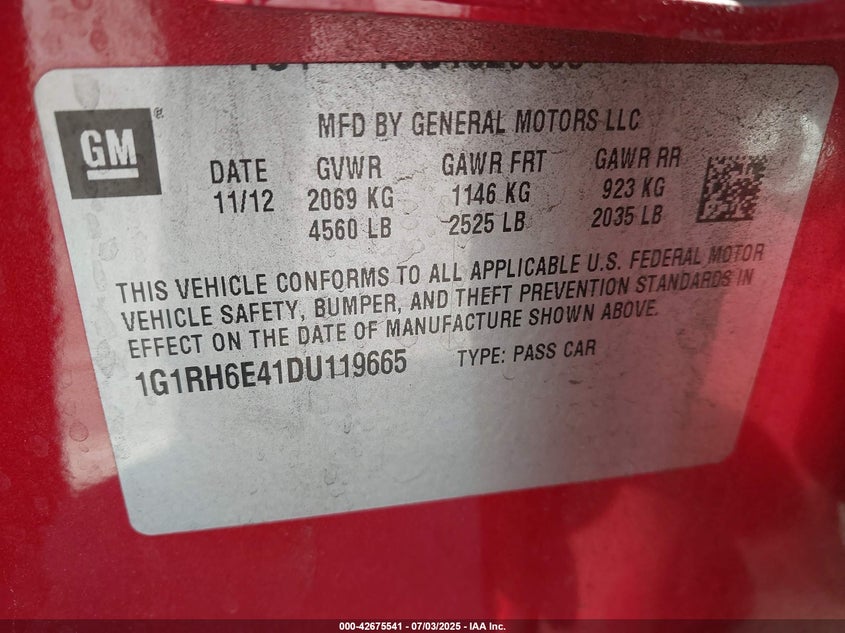 GM
®
MFD BY GENERAL MOTORS LLC
DATE GVWR GAWR FRT GAWR RR
11/12 2069 KG 1146 KG 923 KG
4560 LB 2525 LB 2035 LB
THIS VEHICLE CONFORMS TO ALL APPLICABLE U.S. FEDERAL MOTOR
VEHICLE SAFETY, BUMPER, AND THEFT PREVENTION STANDARDS IN
EFFECT ON THE DATE OF MANUFACTURE SHOWN ABOVE.
1G1RH6E41DU119665 TYPE: PASS CAR
000-42675541 / 07/03/2025 - IAA Inc.